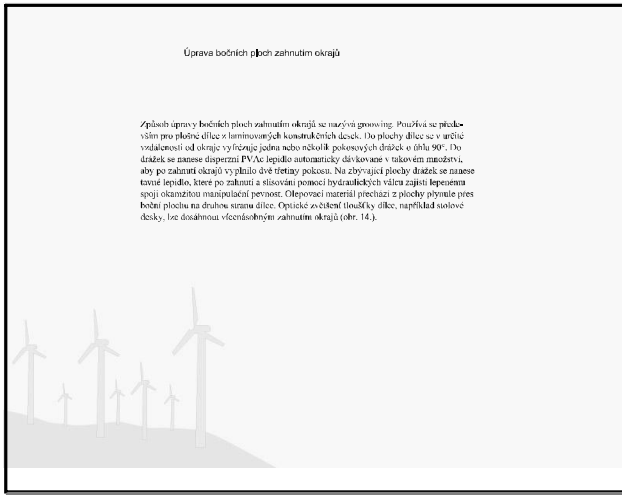 Úprava bočních ploch zahnutím okrajů
Způsob úpravy bočních ploch zahnutím okrajů se nazývá groowing. Používá se přede-
vším pro plošné dílce z laminovaných konstrukčních desek. Do plochy dílce se v určité
vzdálenosti od okraje vyfrézuje jedna nebo několik pokosových drážek o úhlu 90°. Do
drážek se nanese disperzní PVAc lepidlo automaticky dávkované v takovém množství,
aby po zahnutí okrajů vyplnilo dvě třetiny pokosu. Na zbývající plochy drážek se nanese
tavné lepidlo, které po zahnutí a slisování pomocí hydraulických válců zajistí lepenému
spoji okamžitou manipulační pevnost. Olepovací materiál přechází z plochy plynule přes
boční plochu na druhou stranu dílce. Optické zvětšení tloušťky dílce, například stolové
desky, lze dosáhnout vícenásobným zahnutím okrajů (obr. 14.).